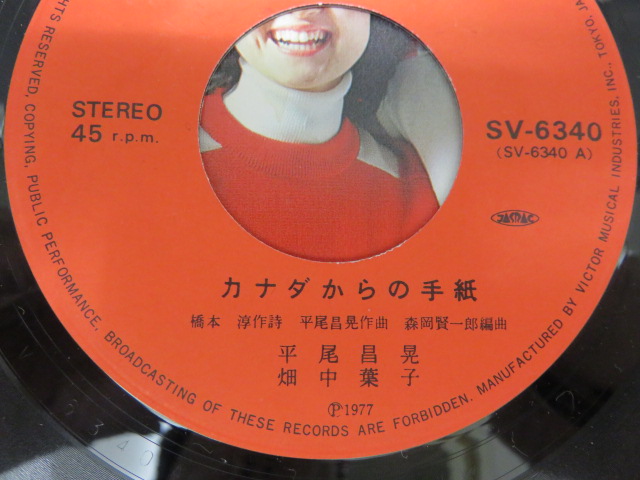 STEREO
45 r.p.m.
SV-6340
(SV-6340 A)
JASRAC
カナダからの手紙
橋本 淳作詩 平尾昌晃作曲 森岡賢一郎編曲
平尾昌晃
畑中葉子
Ⓟ1977
RIGHTS RESERVED, COPYING, PUBLIC PERFORMANCE, BROADCASTING OF THESE RECORDS ARE FORBIDDEN. MANUFACTURED BY VICTOR MUSICAL INDUSTRIES, INC., TOKYO, JA
6340